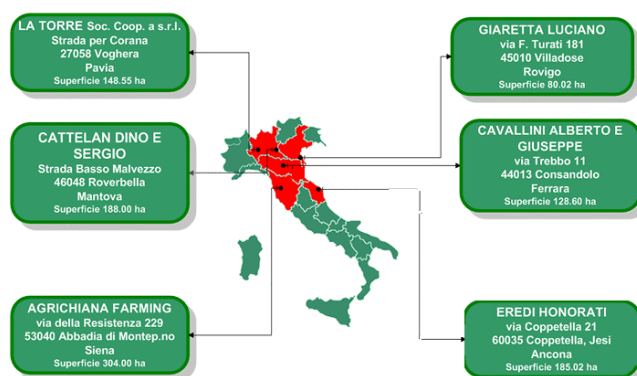 LA TORRE Soc. Coop. a s.r.l.
Strada per Corana
27058 Voghera
Pavia
Superficie 148.55 ha
GIARETTA LUCIANO
via F. Turati 181
45010 Villadose
Rovigo
Superficie 80.02 ha
CATTELAN DINO E
SERGIO
Strada Basso Malvezzo
46048 Roverbella
Mantova
Superficie 188.00 ha
CAVALLINI ALBERTO E
GIUSEPPE
via Trebbo 11
44013 Consandolo
Ferrara
Superficie 128.60 ha
AGRICHIANA FARMING
via della Resistenza 229
53040 Abbadia di Montep.no
Siena
Superficie 304.00 ha
EREDI HONORATI
via Coppetella 21
60035 Coppetella, Jesi
Ancona
Superficie 185.02 ha